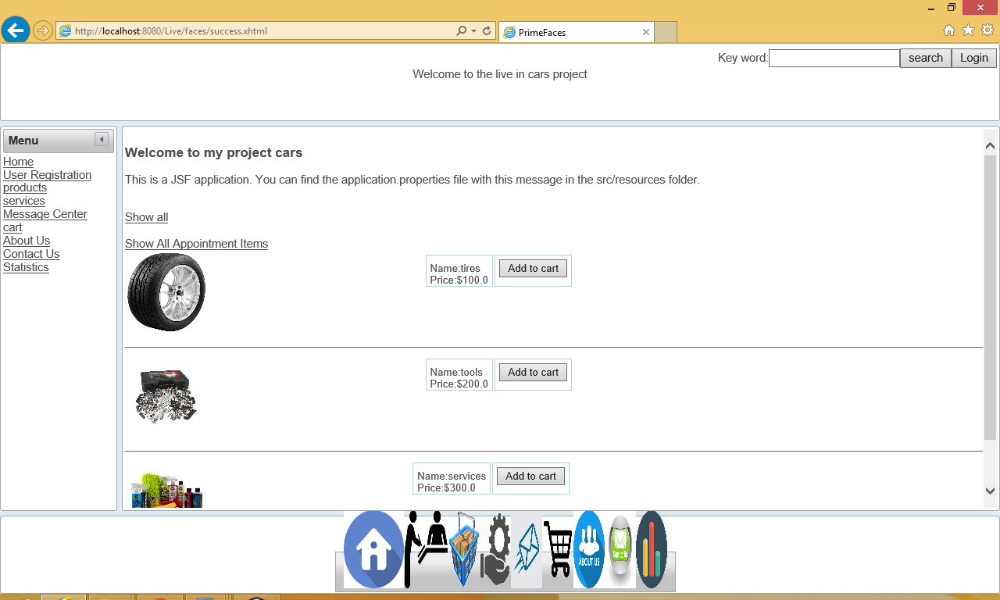 http://localhost:8080/Live/faces/success.xhtml
PrimeFaces
Key word:
search
Login
Welcome to the live in cars project
Menu
Home
User Registration
products
services
Message Center
cart
About Us
Contact Us
Statistics
Welcome to my project cars
This is a JSF application. You can find the application.properties file with this message in the src/resources folder.
Show all
Show All Appointment Items
Name:tires
Price:$100.0
Add to cart
Name:tools
Price:$200.0
Add to cart
Name:services
Price:$300.0
Add to cart
ABOUT US